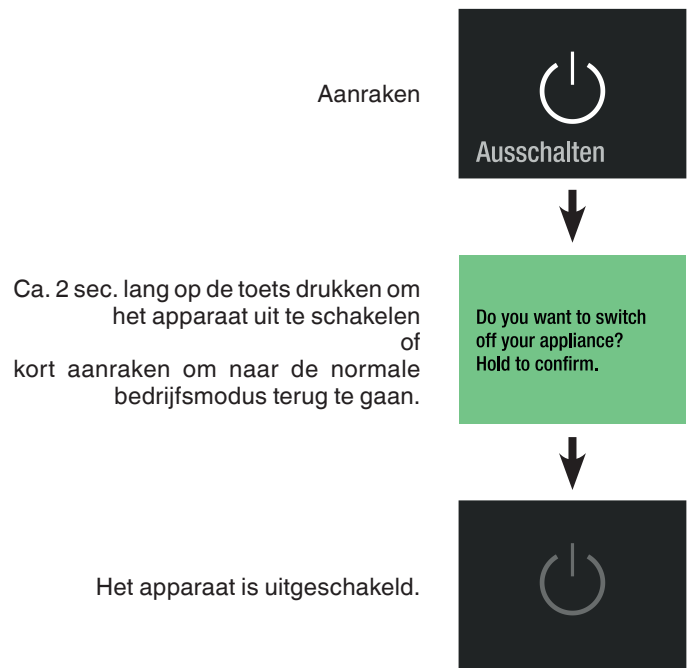 Aanraken
Ausschalten
Ca. 2 sec. lang op de toets drukken om
het apparaat uit te schakelen
of
kort aanraken om naar de normale
bedrijfsmodus terug te gaan.
Do you want to switch
off your appliance?
Hold to confirm.
Het apparaat is uitgeschakeld.